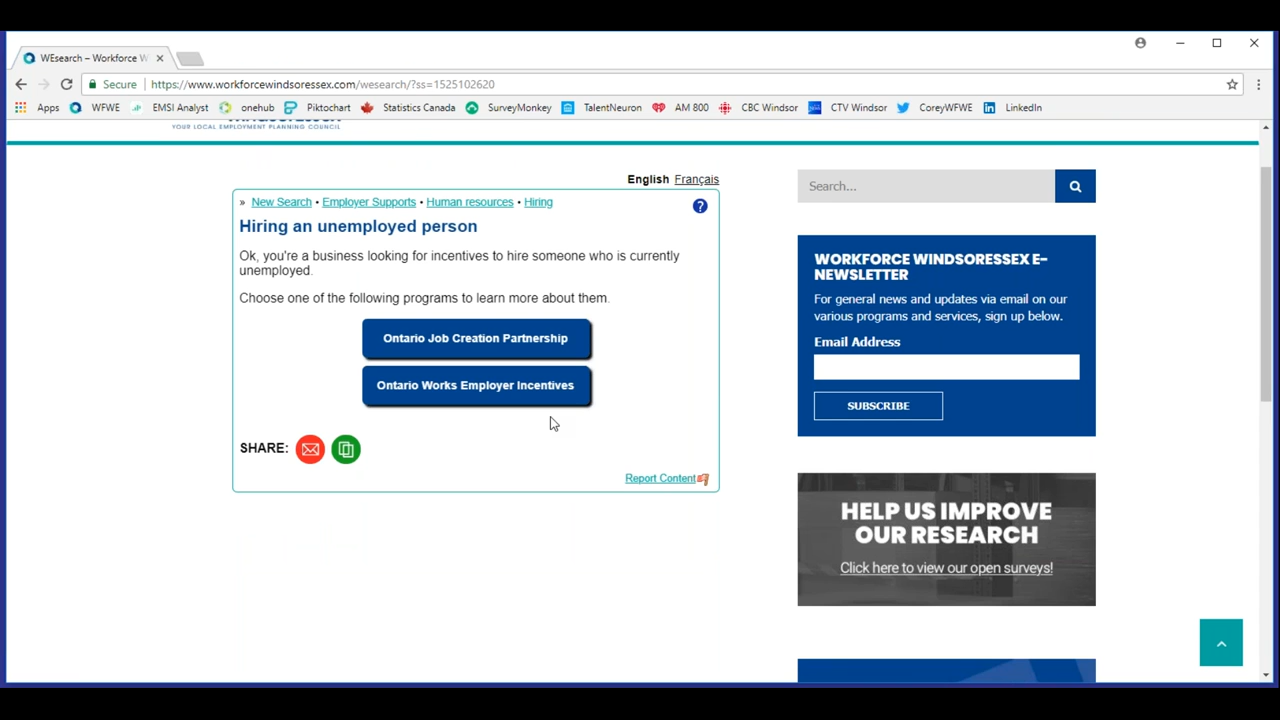 WEsearch – Workforce W
Secure
https://www.workforcewindsoressex.com/wesearch/?ss=1525102620
Apps
WFWE
EMSI Analyst
onehub
Piktochart
Statistics Canada
SurveyMonkey
TalentNeuron
AM 800
CBC Windsor
CTV Windsor
CoreyWFWE
LinkedIn
YOUR LOCAL EMPLOYMENT PLANNING COUNCIL
English Français
» New Search • Employer Supports • Human resources • Hiring
?
Hiring an unemployed person
Ok, you're a business looking for incentives to hire someone who is currently
unemployed.
Choose one of the following programs to learn more about them.
Ontario Job Creation Partnership
Ontario Works Employer Incentives
SHARE:
Report Content
Search...
WORKFORCE WINDSORESSEX E-
NEWSLETTER
For general news and updates via email on our
various programs and services, sign up below.
Email Address
SUBSCRIBE
HELP US IMPROVE
OUR RESEARCH
Click here to view our open surveys!